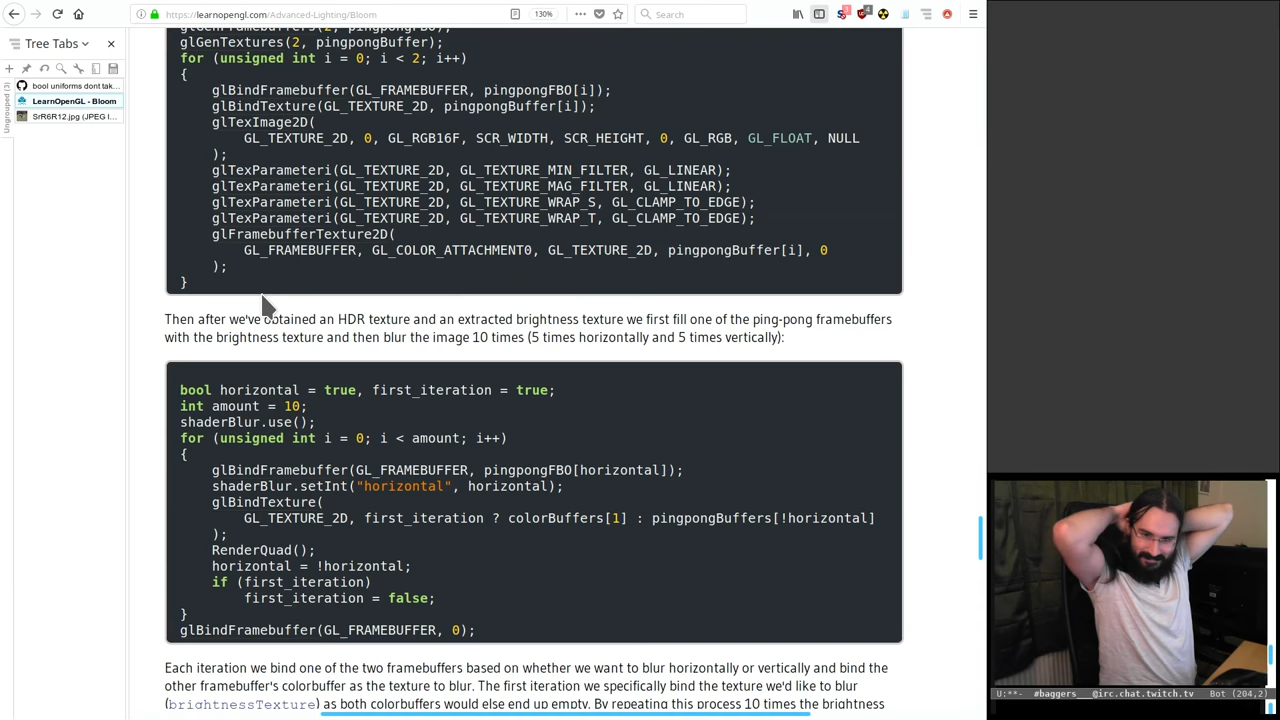 https://learnopengl.com/Advanced-Lighting/Bloom
130%
Search
Tree Tabs
Ungrouped (3)
bool uniforms dont tak...
LearnOpenGL - Bloom
SrR6R12.jpg (JPEG I...
glGenTextures(2, pingpongBuffer);
for (unsigned int i = 0; i < 2; i++)
{
glBindFramebuffer(GL_FRAMEBUFFER, pingpongFBO[i]);
glBindTexture(GL_TEXTURE_2D, pingpongBuffer[i]);
glTexImage2D(
GL_TEXTURE_2D, 0, GL_RGB16F, SCR_WIDTH, SCR_HEIGHT, 0, GL_RGB, GL_FLOAT, NULL
);
glTexParameteri(GL_TEXTURE_2D, GL_TEXTURE_MIN_FILTER, GL_LINEAR);
glTexParameteri(GL_TEXTURE_2D, GL_TEXTURE_MAG_FILTER, GL_LINEAR);
glTexParameteri(GL_TEXTURE_2D, GL_TEXTURE_WRAP_S, GL_CLAMP_TO_EDGE);
glTexParameteri(GL_TEXTURE_2D, GL_TEXTURE_WRAP_T, GL_CLAMP_TO_EDGE);
glFramebufferTexture2D(
GL_FRAMEBUFFER, GL_COLOR_ATTACHMENT0, GL_TEXTURE_2D, pingpongBuffer[i], 0
);
}
Then after we've obtained an HDR texture and an extracted brightness texture we first fill one of the ping-pong framebuffers
with the brightness texture and then blur the image 10 times (5 times horizontally and 5 times vertically):
bool horizontal = true, first_iteration = true;
int amount = 10;
shaderBlur.use();
for (unsigned int i = 0; i < amount; i++)
{
glBindFramebuffer(GL_FRAMEBUFFER, pingpongFBO[horizontal]);
shaderBlur.setInt("horizontal", horizontal);
glBindTexture(
GL_TEXTURE_2D, first_iteration ? colorBuffers[1] : pingpongBuffers[!horizontal]
);
RenderQuad();
horizontal = !horizontal;
if (first_iteration)
first_iteration = false;
}
glBindFramebuffer(GL_FRAMEBUFFER, 0);
Each iteration we bind one of the two framebuffers based on whether we want to blur horizontally or vertically and bind the
other framebuffer's colorbuffer as the texture to blur. The first iteration we specifically bind the texture we'd like to blur
(brightnessTexture) as both colorbuffers would else end up empty. By repeating this process 10 times the brightness
U:**- #baggers__@irc.chat.twitch.tv Bot (204,2)